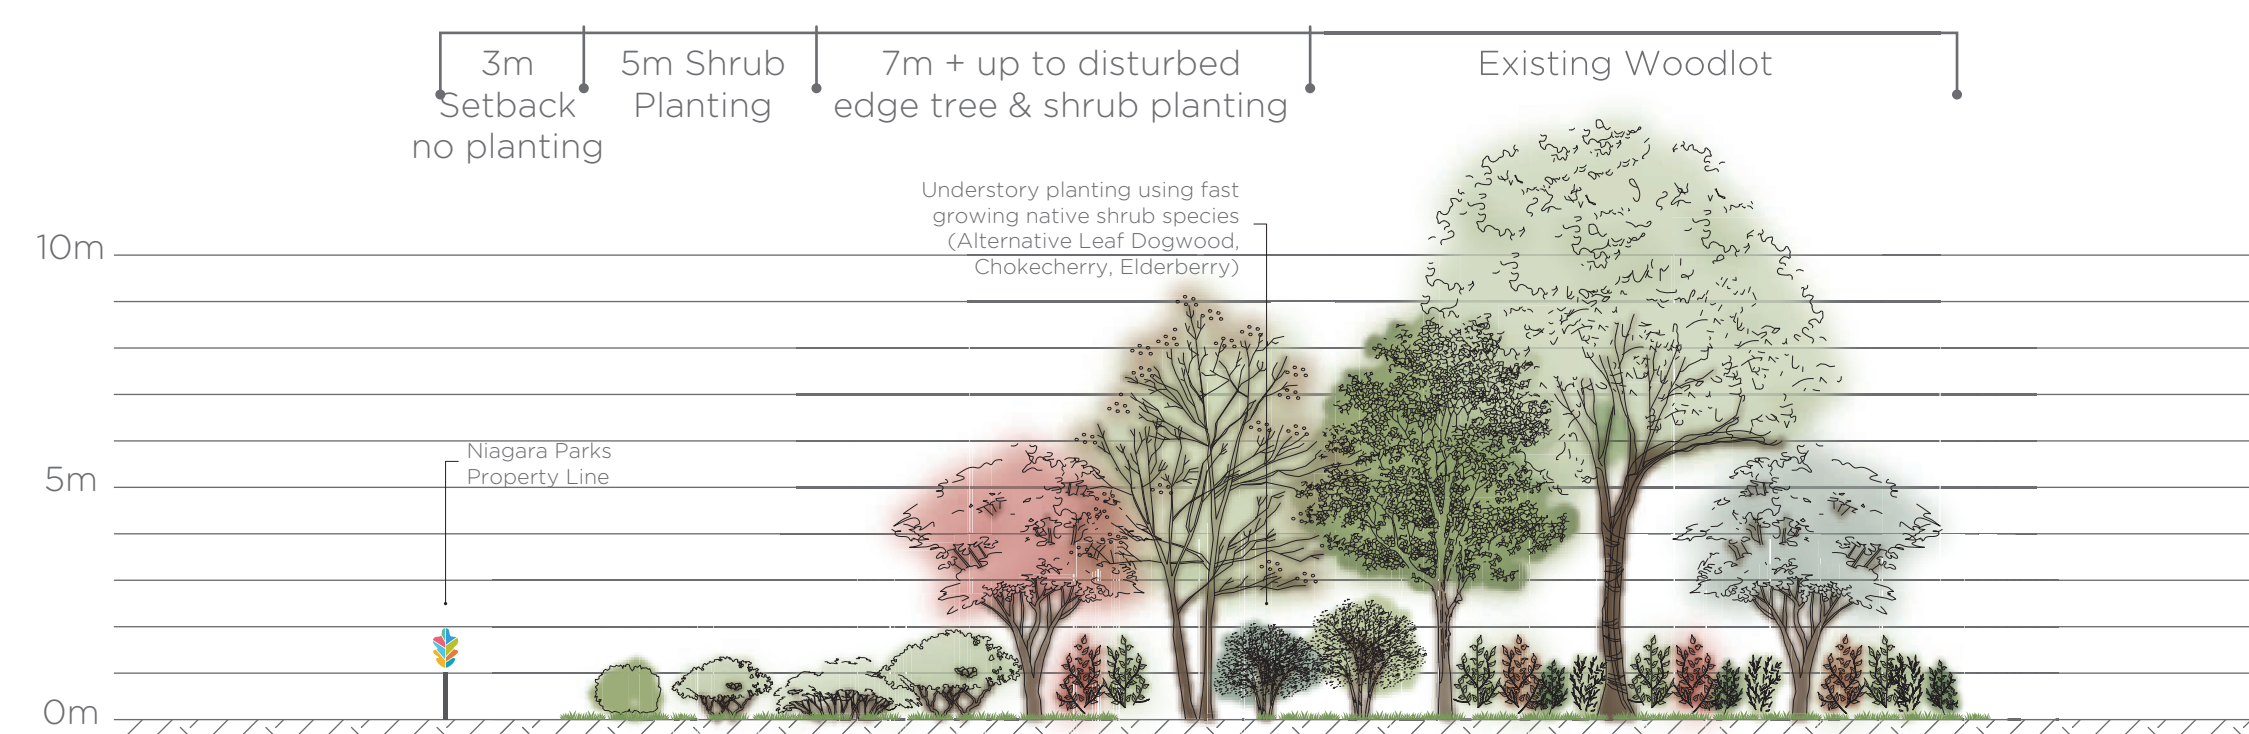 3m
Setback
no planting
5m Shrub
Planting
7m + up to disturbed
edge tree & shrub planting
Existing Woodlot
Understory planting using fast
growing native shrub species
(Alternative Leaf Dogwood,
Chokecherry, Elderberry)
10m
Niagara Parks
Property Line
5m
0m